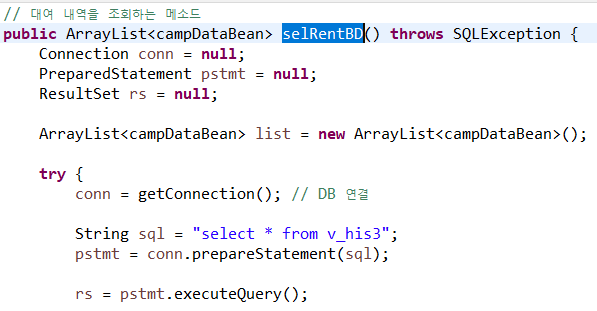 // 대여 내역을 조회하는 메소드
public ArrayList<campDataBean> selRentBD() throws SQLException {
Connection conn = null;
PreparedStatement pstmt = null;
ResultSet rs = null;
ArrayList<campDataBean> list = new ArrayList<campDataBean>();
try {
conn = getConnection(); // DB 연결
String sql = "select * from v_his3";
pstmt = conn.prepareStatement(sql);
rs = pstmt.executeQuery();